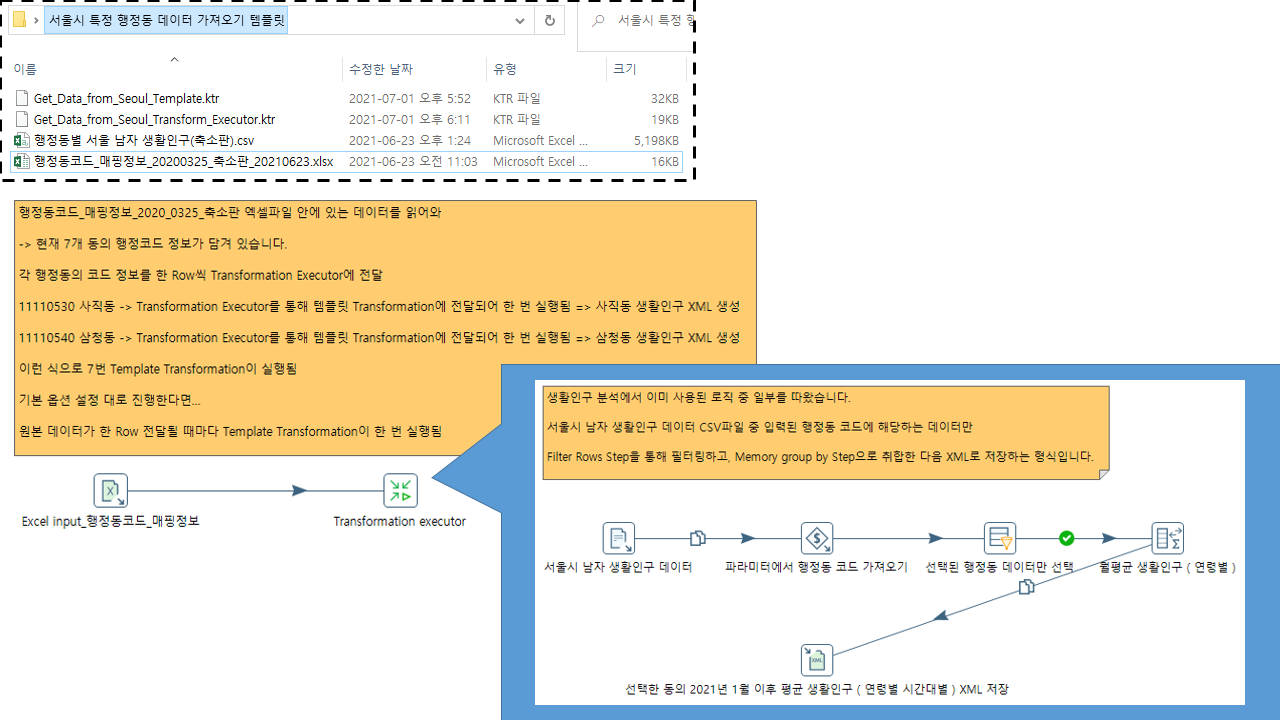 서울시 특정 행정동 데이터 가져오기 템플릿
서울시 특정 행
이름 수정한 날짜 유형 크기
Get_Data_from_Seoul_Template.ktr 2021-07-01 오후 5:52 KTR 파일 32KB
Get_Data_from_Seoul_Transform_Executor.ktr 2021-07-01 오후 6:11 KTR 파일 19KB
행정동별 서울 남자 생활인구(축소판).csv 2021-06-23 오후 1:24 Microsoft Excel ... 5,198KB
행정동코드_매핑정보_20200325_축소판_20210623.xlsx 2021-06-23 오전 11:03 Microsoft Excel ... 16KB
행정동코드_매핑정보_2020_0325_축소판 엑셀파일 안에 있는 데이터를 읽어와
-> 현재 7개 동의 행정코드 정보가 담겨 있습니다.
각 행정동의 코드 정보를 한 Row씩 Transformation Executor에 전달
11110530 사직동 -> Transformation Executor를 통해 템플릿 Transformation에 전달되어 한 번 실행됨 => 사직동 생활인구 XML 생성
11110540 삼청동 -> Transformation Executor를 통해 템플릿 Transformation에 전달되어 한 번 실행됨 => 삼청동 생활인구 XML 생성
이런 식으로 7번 Template Transformation이 실행됨
기본 옵션 설정 대로 진행한다면...
원본 데이터가 한 Row 전달될 때마다 Template Transformation이 한 번 실행됨
Excel input_행정동코드_매핑정보
Transformation executor
생활인구 분석에서 이미 사용된 로직 중 일부를 따왔습니다.
서울시 남자 생활인구 데이터 CSV파일 중 입력된 행정동 코드에 해당하는 데이터만
Filter Rows Step을 통해 필터링하고, Memory group by Step으로 취합한 다음 XML로 저장하는 형식입니다.
서울시 남자 생활인구 데이터
파라미터에서 행정동 코드 가져오기
선택된 행정동 데이터만 선택
월평균 생활인구 ( 연령별 )
XML
선택한 동의 2021년 1월 이후 평균 생활인구 ( 연령별 시간대별 ) XML 저장